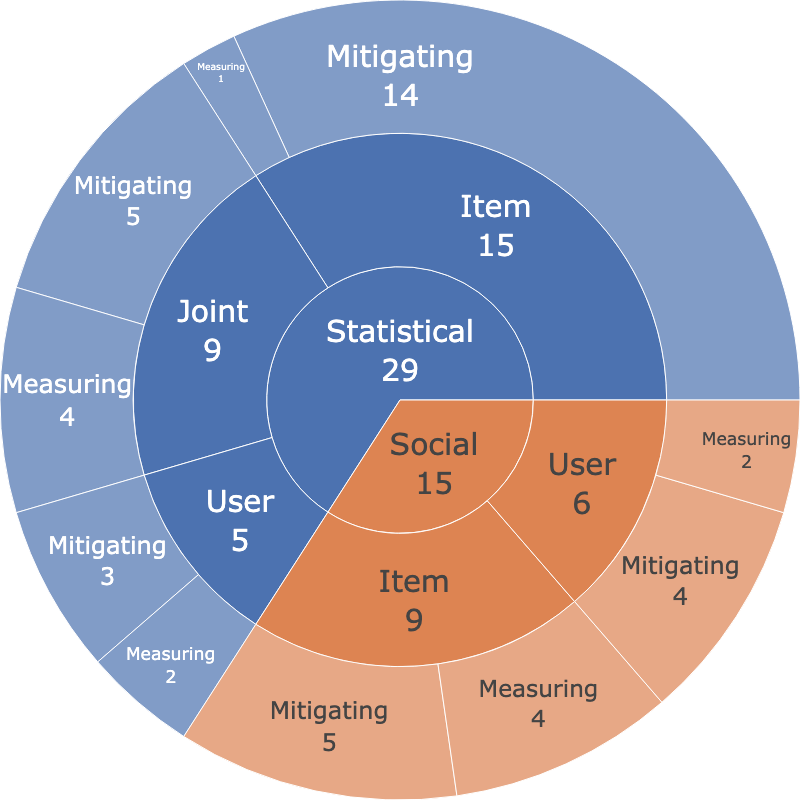 Measuring
1
Mitigating
14
Mitigating
5
Item
15
Joint
9
Statistical
29
Measuring
4
Social
15
User
6
Measuring
2
User
5
Mitigating
3
Item
9
Mitigating
4
Measuring
2
Mitigating
5
Measuring
4